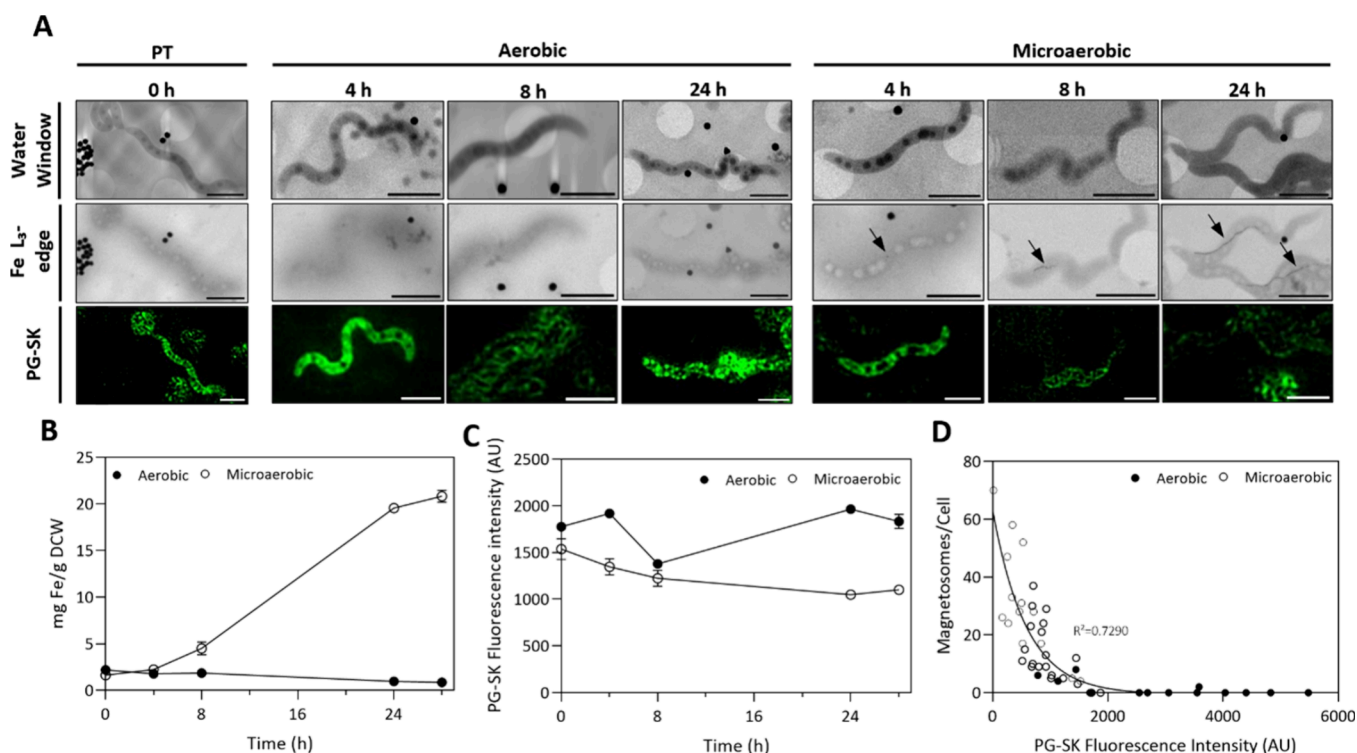 A
PT
Aerobic
Microaerobic
0 h
4 h
8 h
24 h
4 h
8 h
24 h
Water
Window
Fe L₃-
edge
PG-SK
B
mg Fe/g DCW
25
20
15
10
5
0
Aerobic
Microaerobic
0
8
16
24
Time (h)
C
PG-SK Fluorescence intensity (AU)
2500
2000
1500
1000
500
0
Aerobic
Microaerobic
0
8
16
24
Time (h)
D
Magnetosomes/Cell
80
60
40
20
0
Aerobic
Microaerobic
R²=0.7290
0
2000
4000
6000
PG-SK Fluorescence Intensity (AU)